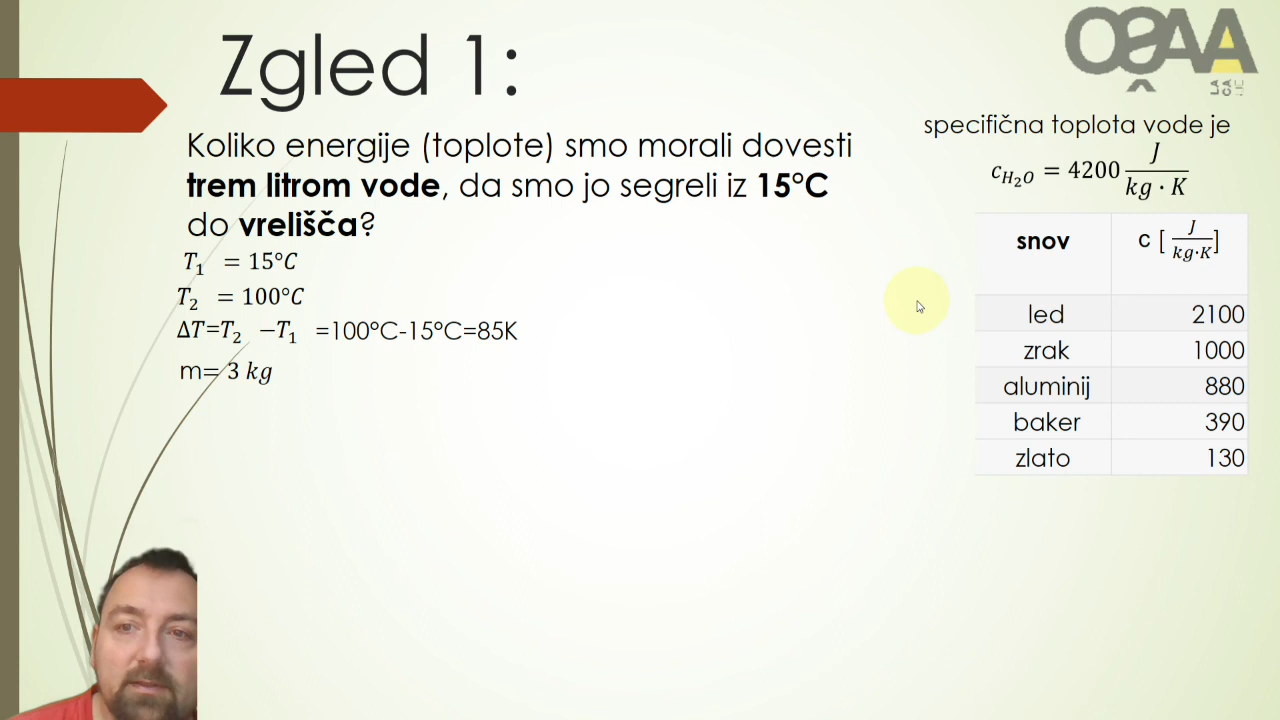 Zgled 1:
Koliko energije (toplote) smo morali dovesti
trem litrom vode, da smo jo segreli iz 15°C
do vrelišča?
T₁ = 15°C
T₂ = 100°C
ΔT=T₂ −T₁ =100°C-15°C=85K
m= 3 kg
specifična toplota vode je
c_{H₂O} = 4200 J/(kg · K)
snov c [J/(kg·K)]
led 2100
zrak 1000
aluminij 880
baker 390
zlato 130